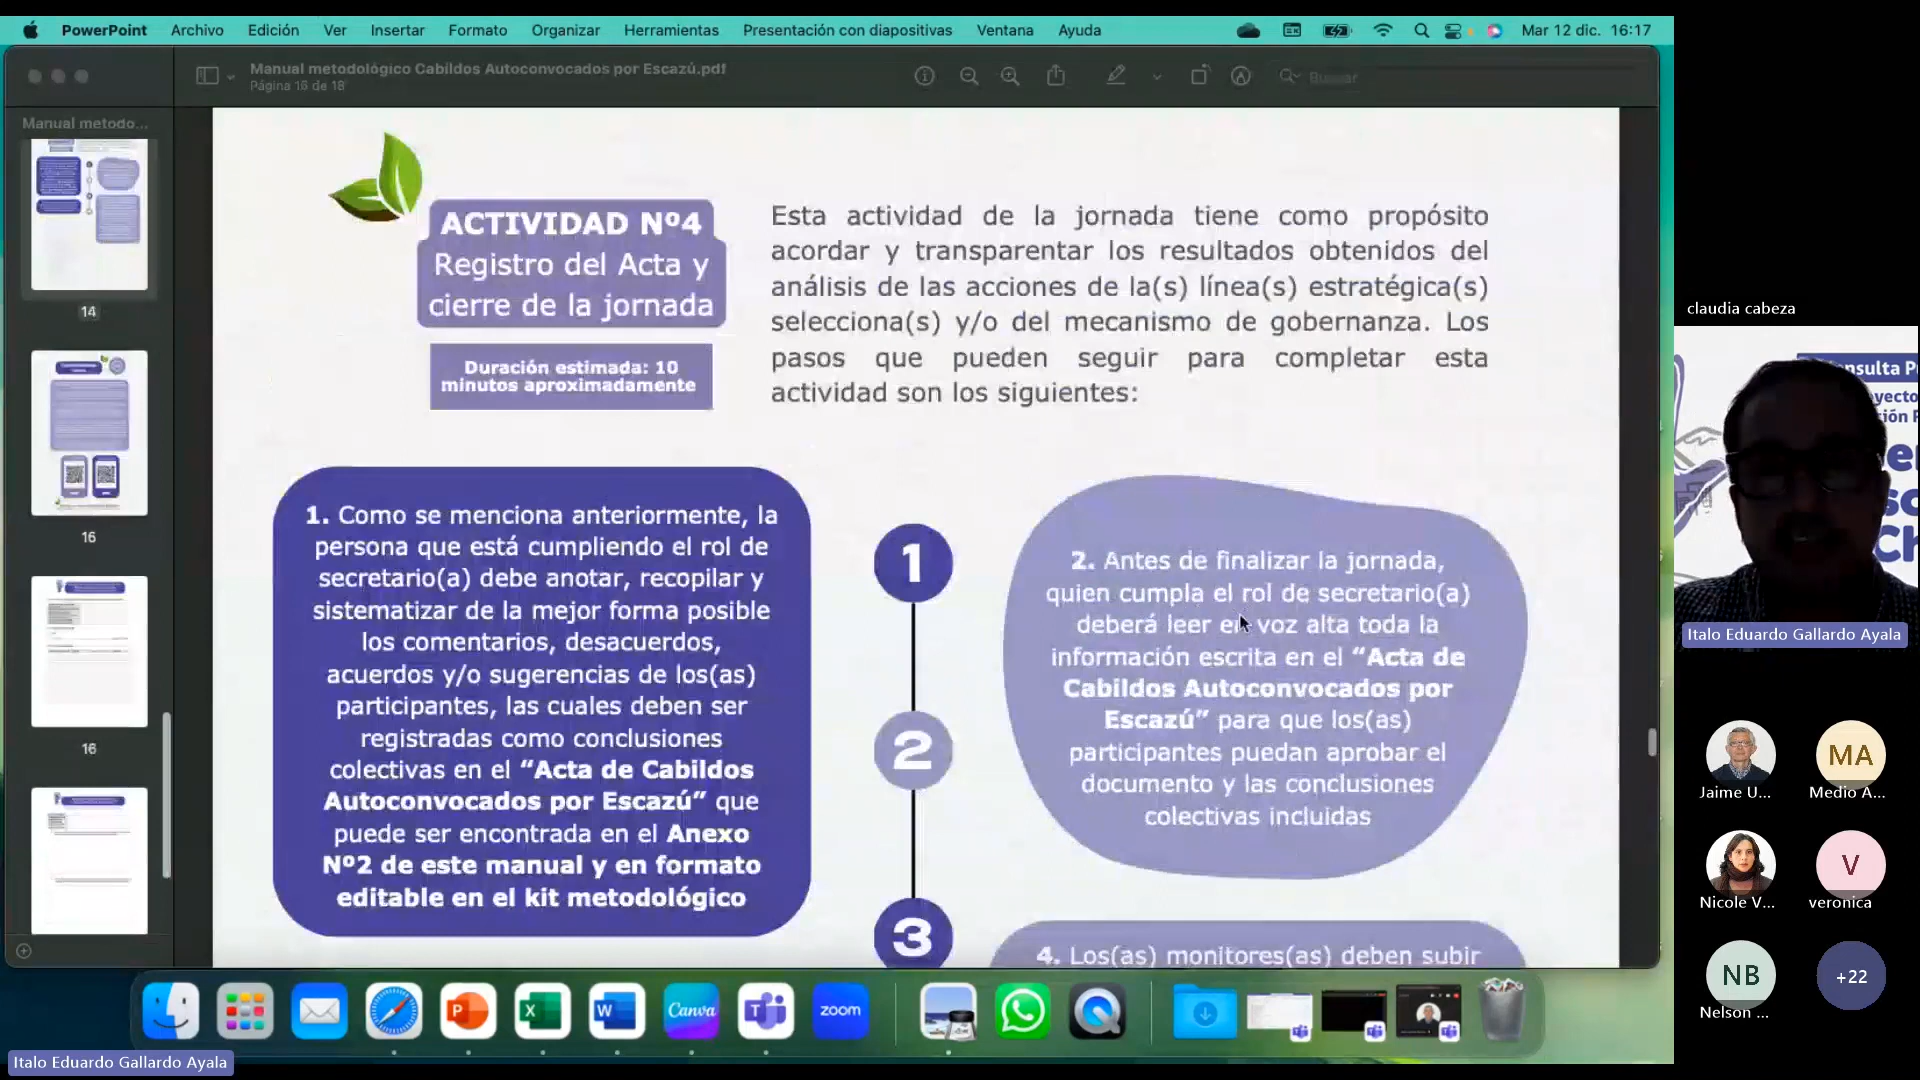 PowerPoint Archivo Edición Ver Insertar Formato Organizar Herramientas Presentación con diapositivas Ventana Ayuda
Mar 12 dic. 16:17
Manual metodológico Cabildos Autoconvocados por Escazú.pdf
Página 16 de 18
Buscar
Manual metodo...
14
16
16
ACTIVIDAD Nº4
Registro del Acta y
cierre de la jornada
Duración estimada: 10
minutos aproximadamente
Esta actividad de la jornada tiene como propósito
acordar y transparentar los resultados obtenidos del
análisis de las acciones de la(s) línea(s) estratégica(s)
selecciona(s) y/o del mecanismo de gobernanza. Los
pasos que pueden seguir para completar esta
actividad son los siguientes:
1. Como se menciona anteriormente, la
persona que está cumpliendo el rol de
secretario(a) debe anotar, recopilar y
sistematizar de la mejor forma posible
los comentarios, desacuerdos,
acuerdos y/o sugerencias de los(as)
participantes, las cuales deben ser
registradas como conclusiones
colectivas en el “Acta de Cabildos
Autoconvocados por Escazú” que
puede ser encontrada en el Anexo
Nº2 de este manual y en formato
editable en el kit metodológico
1
2
3
2. Antes de finalizar la jornada,
quien cumpla el rol de secretario(a)
deberá leer en voz alta toda la
información escrita en el “Acta de
Cabildos Autoconvocados por
Escazú” para que los(as)
participantes puedan aprobar el
documento y las conclusiones
colectivas incluidas
4. Los(as) monitores(as) deben subir
Canva
zoom
Italo Eduardo Gallardo Ayala
claudia cabeza
Italo Eduardo Gallardo Ayala
Jaime U...
MA
Medio A...
Nicole V...
V
veronica
NB
Nelson ...
+22